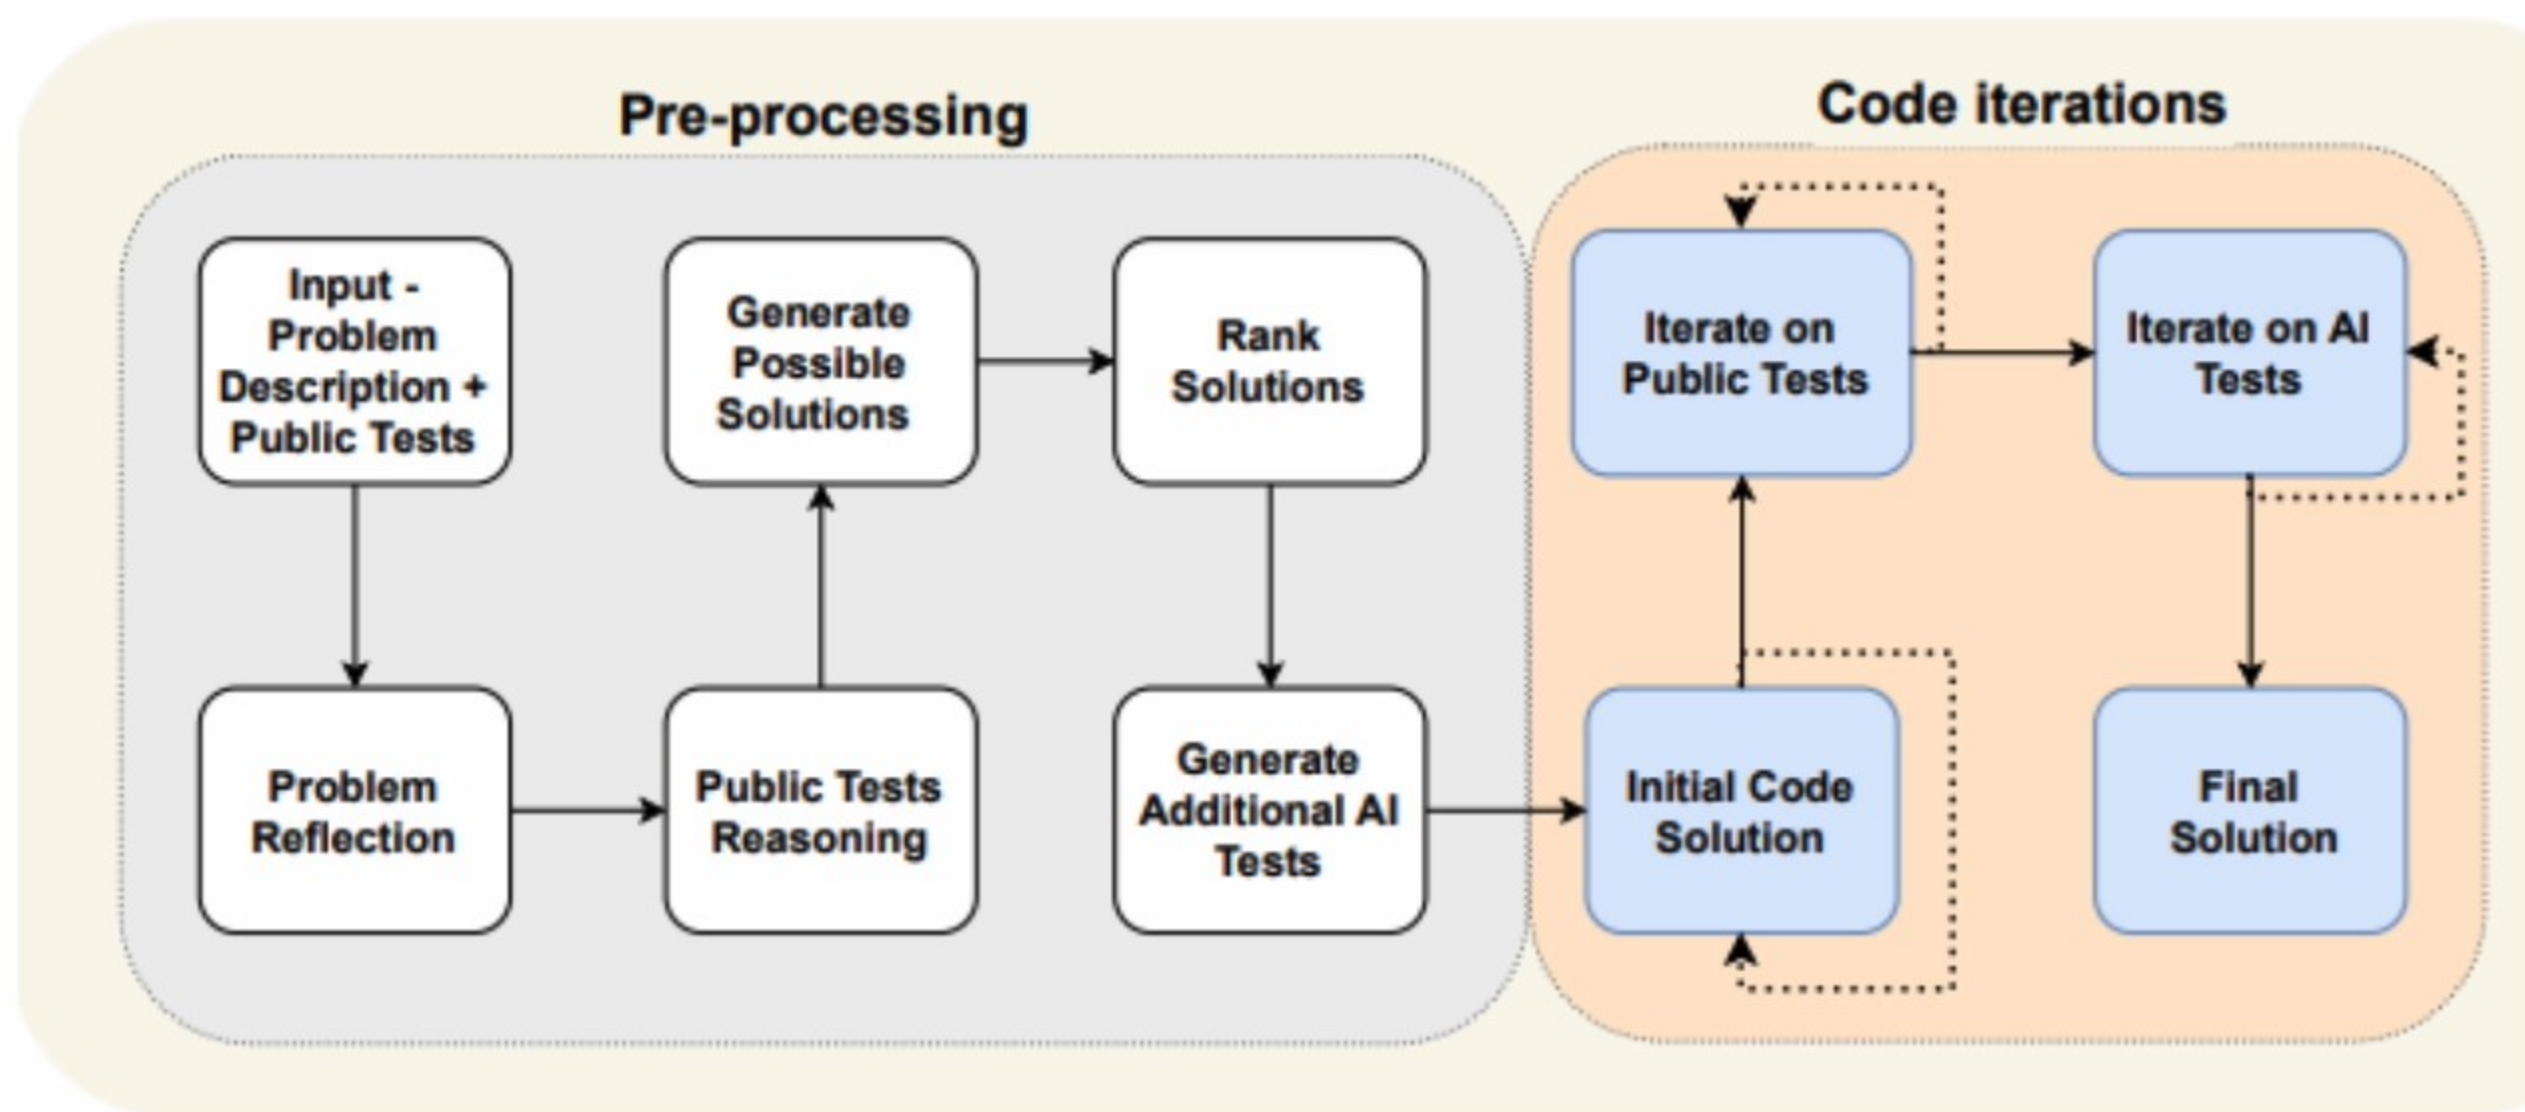 Pre-processing
Input -
Problem
Description +
Public Tests
Problem
Reflection
Public Tests
Reasoning
Generate
Possible
Solutions
Rank
Solutions
Generate
Additional AI
Tests
Code iterations
Initial Code
Solution
Iterate on
Public Tests
Iterate on AI
Tests
Final
Solution